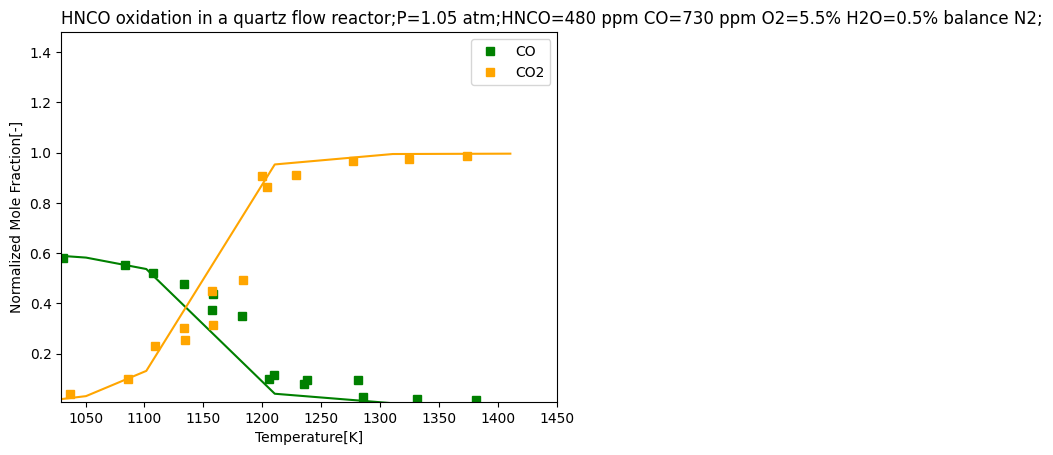 HNCO oxidation in a quartz flow reactor;P=1.05 atm;HNCO=480 ppm CO=730 ppm O2=5.5% H2O=0.5% balance N2;
CO
CO2
1.4
1.2
1.0
0.8
0.6
0.4
0.2
Normalized Mole Fraction[-]
1050 1100 1150 1200 1250 1300 1350 1400 1450
Temperature[K]